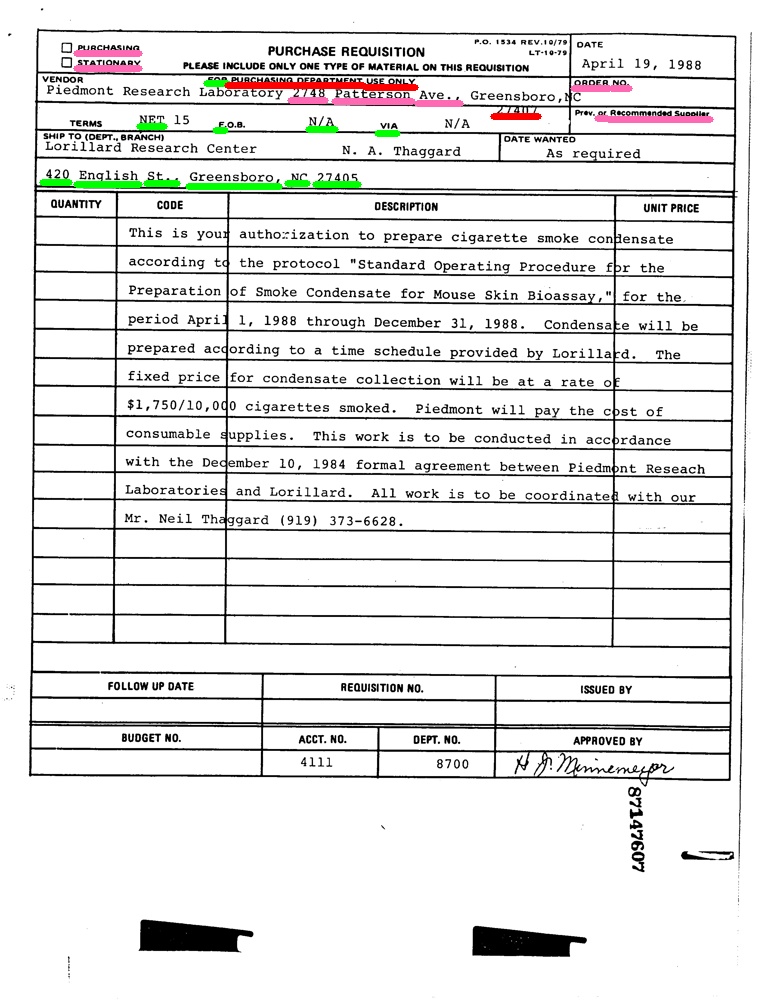 PURCHASING
STATIONARY
PURCHASE REQUISITION
PLEASE INCLUDE ONLY ONE TYPE OF MATERIAL ON THIS REQUISITION
P.O. 1534 REV.10/79
LT-10-79
DATE
April 19, 1988
VENDOR
FOR PURCHASING DEPARTMENT USE ONLY
ORDER NO.
Piedmont Research Laboratory 2748 Patterson Ave., Greensboro,NC
27407
Prev. or Recommended Supplier
TERMS NET 15 F.O.B. N/A VIA N/A
SHIP TO (DEPT., BRANCH)
Lorillard Research Center N. A. Thaggard
DATE WANTED
As required
420 English St., Greensboro, NC 27405
QUANTITY CODE DESCRIPTION UNIT PRICE
This is your authorization to prepare cigarette smoke condensate
according to the protocol "Standard Operating Procedure for the
Preparation of Smoke Condensate for Mouse Skin Bioassay," for the
period April 1, 1988 through December 31, 1988. Condensate will be
prepared according to a time schedule provided by Lorillard. The
fixed price for condensate collection will be at a rate of
$1,750/10,000 cigarettes smoked. Piedmont will pay the cost of
consumable supplies. This work is to be conducted in accordance
with the December 10, 1984 formal agreement between Piedmont Reseach
Laboratories and Lorillard. All work is to be coordinated with our
Mr. Neil Thaggard (919) 373-6628.
FOLLOW UP DATE REQUISITION NO. ISSUED BY
BUDGET NO. ACCT. NO. DEPT. NO. APPROVED BY
4111 8700 H J. Minnemeyer
87147607